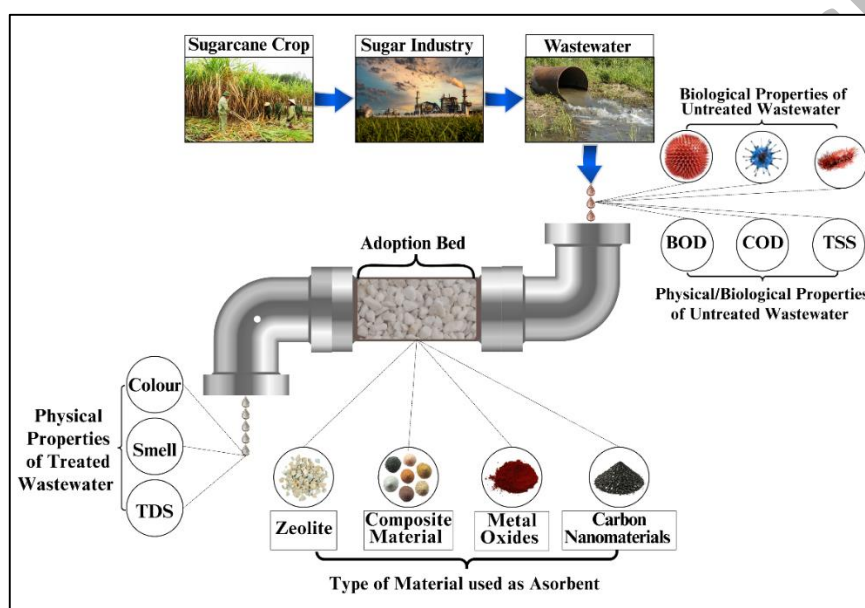 Sugarcane Crop
Sugar Industry
Wastewater
Biological Properties of
Untreated Wastewater
BOD
COD
TSS
Physical/Biological Properties
of Untreated Wastewater
Adoption Bed
Colour
Smell
TDS
Physical
Properties
of Treated
Wastewater
Zeolite
Composite
Material
Metal
Oxides
Carbon
Nanomaterials
Type of Material used as Asorbent